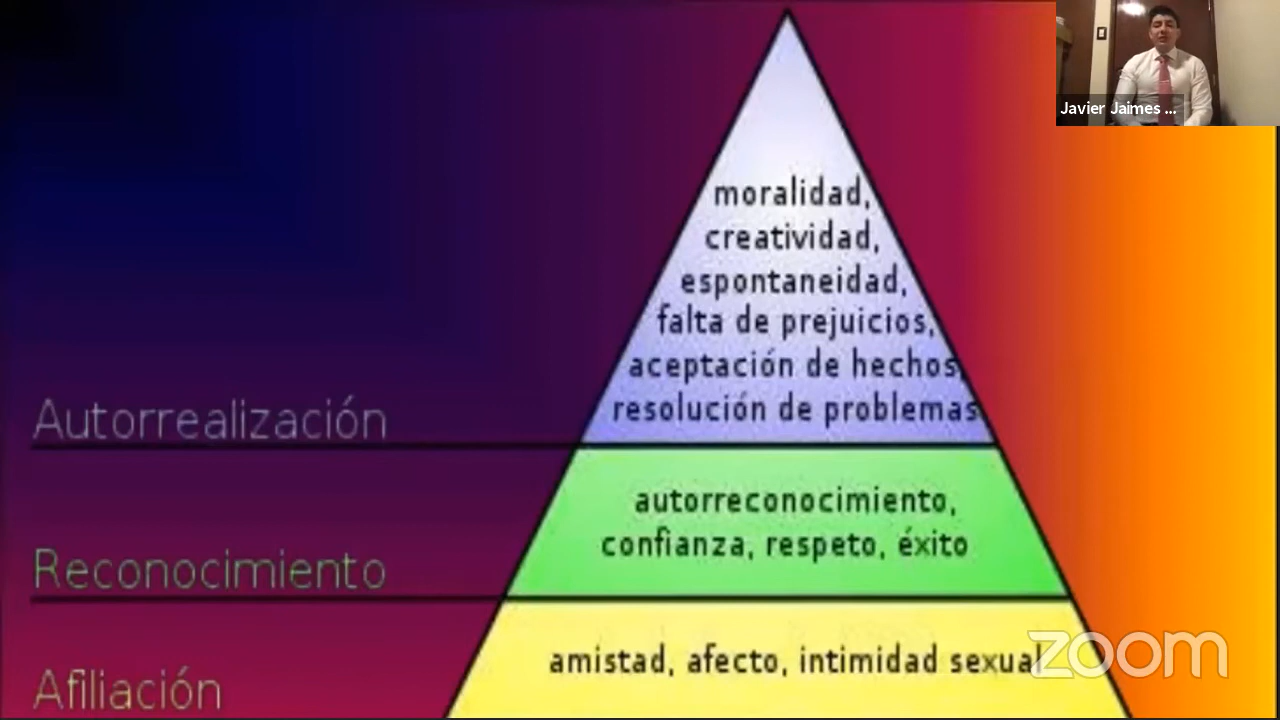 Javier Jaimes ...
moralidad,
creatividad,
espontaneidad,
falta de prejuicios,
aceptación de hechos,
resolución de problemas
Autorrealización
autorreconocimiento,
confianza, respeto, éxito
Reconocimiento
amistad, afecto, intimidad sexual
Afiliación
zoom